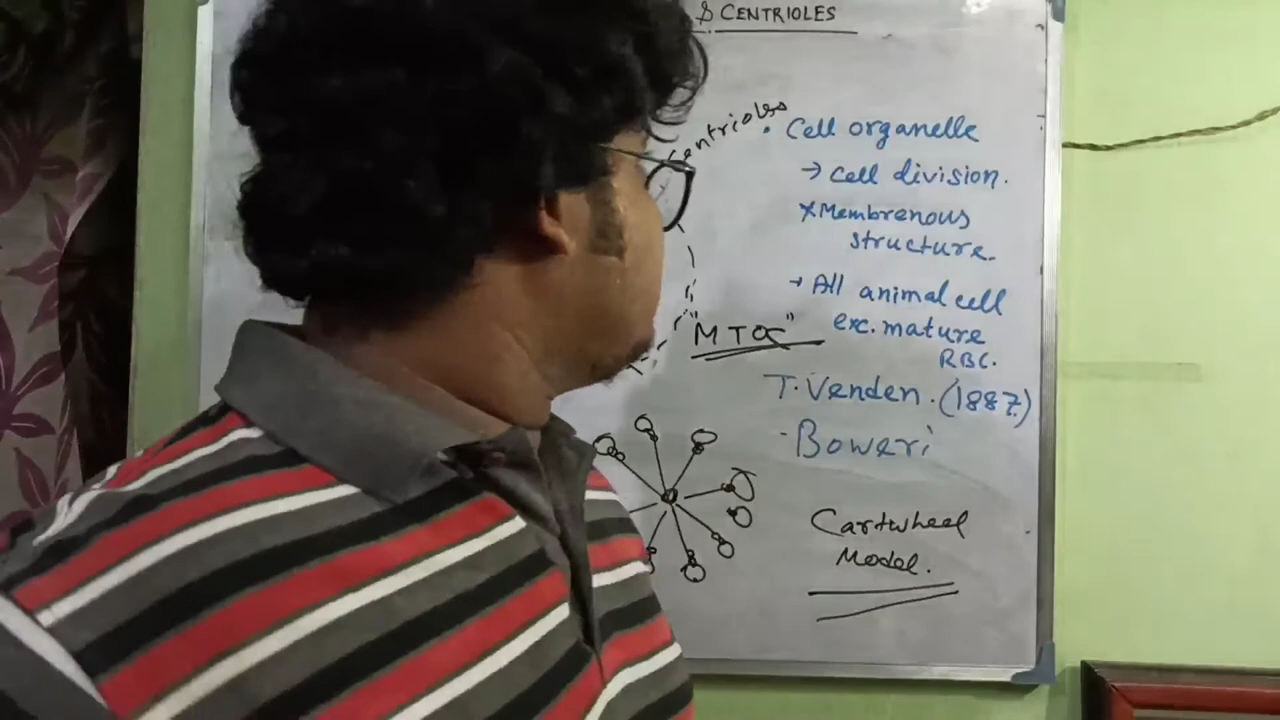 & CENTRIOLES
Centrioles
• Cell organelle
→ Cell division.
× Membrenous
structure.
→ All animal cell
exc. mature
RBC.
"MTOC"
T. Venden. (1887)
• Boweri
Cartwheel
Model.